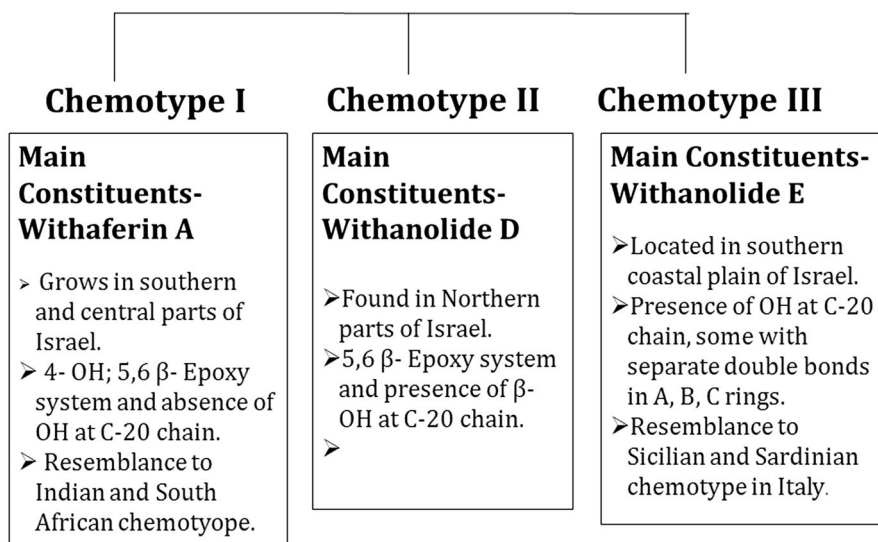 Chemotype I
Main
Constituents-
Withaferin A
➢ Grows in southern
and central parts of
Israel.
➢ 4- OH; 5,6 β- Epoxy
system and absence of
OH at C-20 chain.
➢ Resemblance to
Indian and South
African chemotyope.
Chemotype II
Main
Constituents-
Withanolide D
➢Found in Northern
parts of Israel.
➢5,6 β- Epoxy system
and presence of β-
OH at C-20 chain.
➢
Chemotype III
Main Constituents-
Withanolide E
➢Located in southern
coastal plain of Israel.
➢Presence of OH at C-20
chain, some with
separate double bonds
in A, B, C rings.
➢Resemblance to
Sicilian and Sardinian
chemotype in Italy.